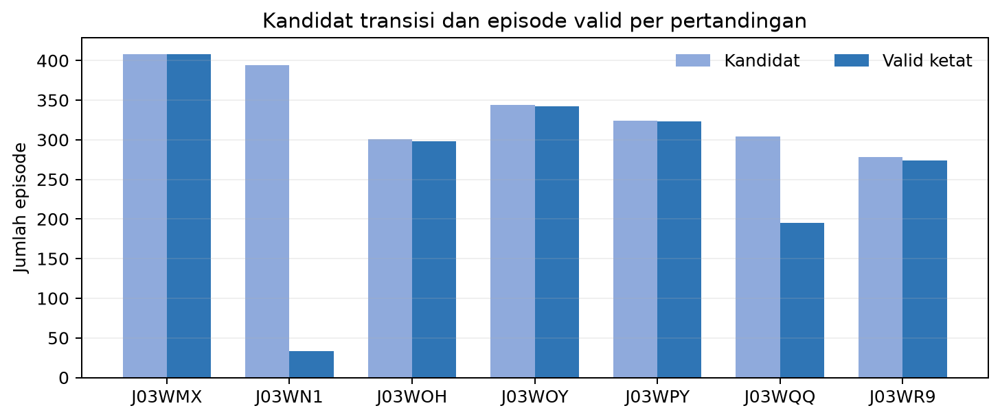 Kandidat transisi dan episode valid per pertandingan
Kandidat
Valid ketat
Jumlah episode
400
350
300
250
200
150
100
50
0
J03WMX
J03WN1
J03WOH
J03WOY
J03WPY
J03WQQ
J03WR9